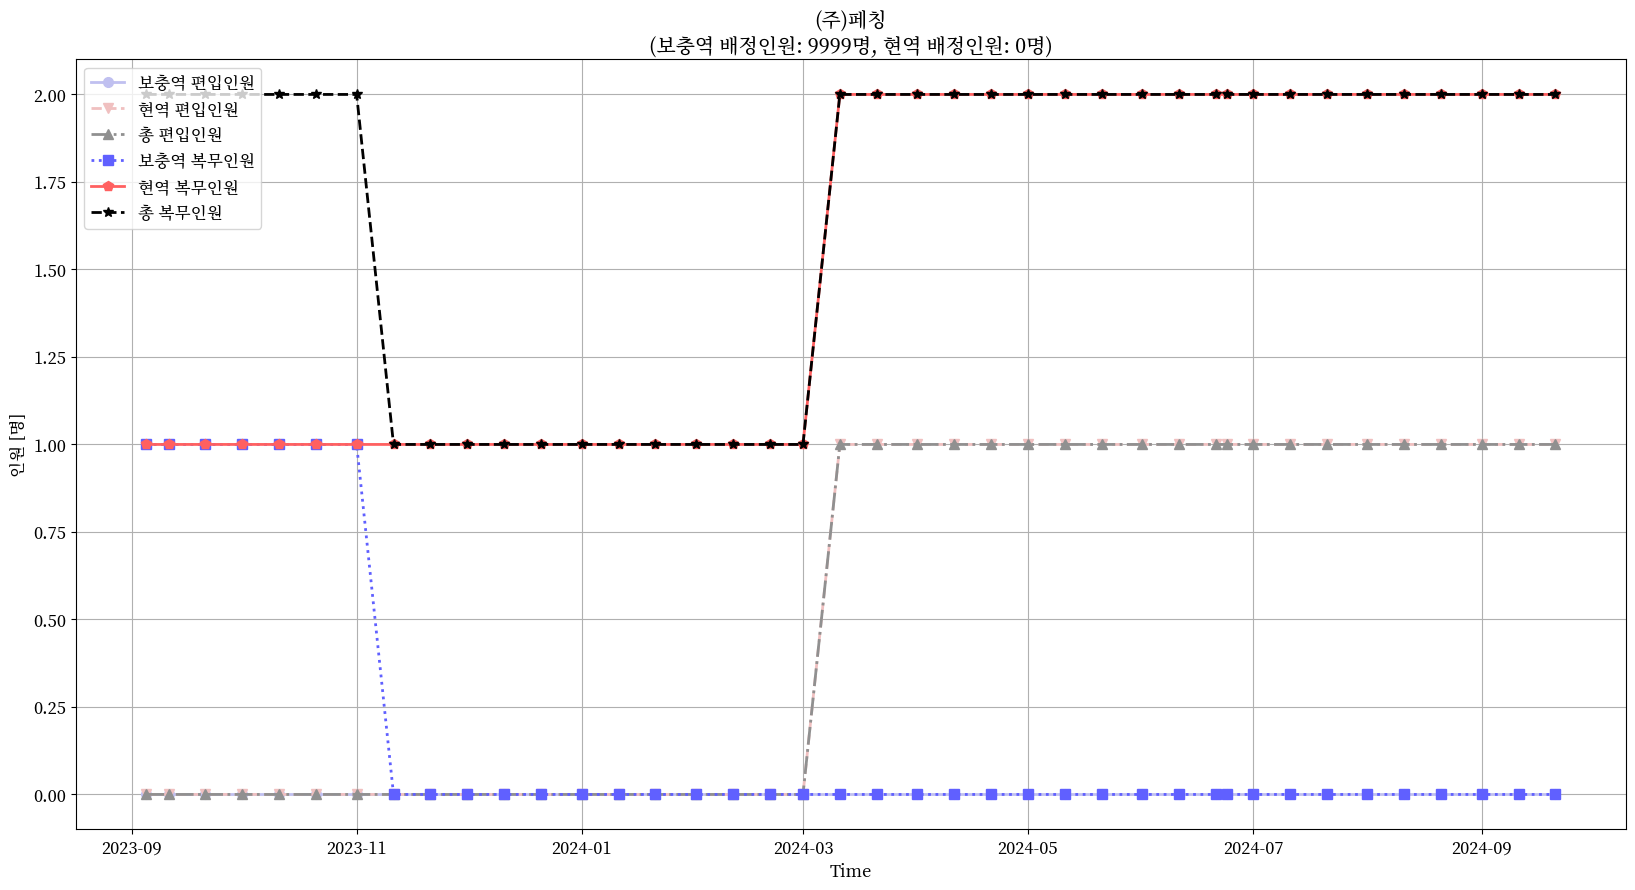 (주)페칭
(보충역 배정인원: 9999명, 현역 배정인원: 0명)
보충역 편입인원
현역 편입인원
총 편입인원
보충역 복무인원
현역 복무인원
총 복무인원
인원 [명]
2.00
1.75
1.50
1.25
1.00
0.75
0.50
0.25
0.00
2023-09 2023-11 2024-01 2024-03 2024-05 2024-07 2024-09
Time